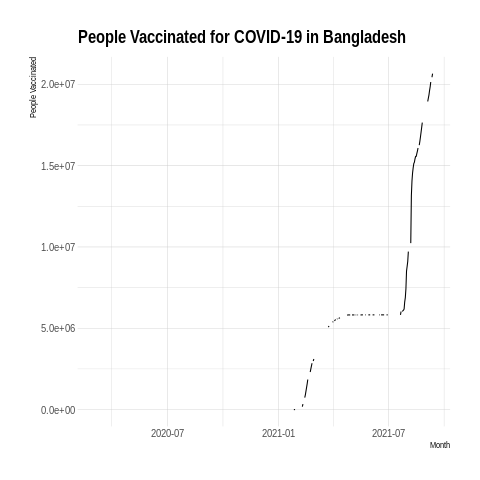 People Vaccinated for COVID-19 in Bangladesh
People Vaccinated
2.0e+07
1.5e+07
1.0e+07
5.0e+06
0.0e+00
2020-07
2021-01
2021-07
Month